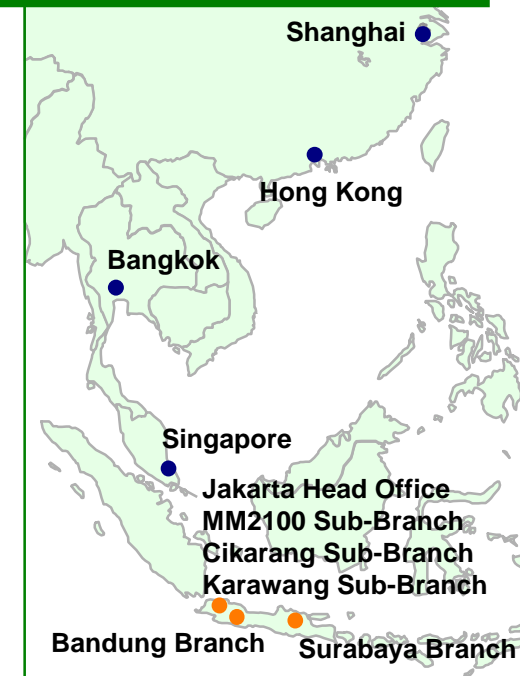 Shanghai
Hong Kong
Bangkok
Singapore
Jakarta Head Office
MM2100 Sub-Branch
Cikarang Sub-Branch
Karawang Sub-Branch
Bandung Branch
Surabaya Branch